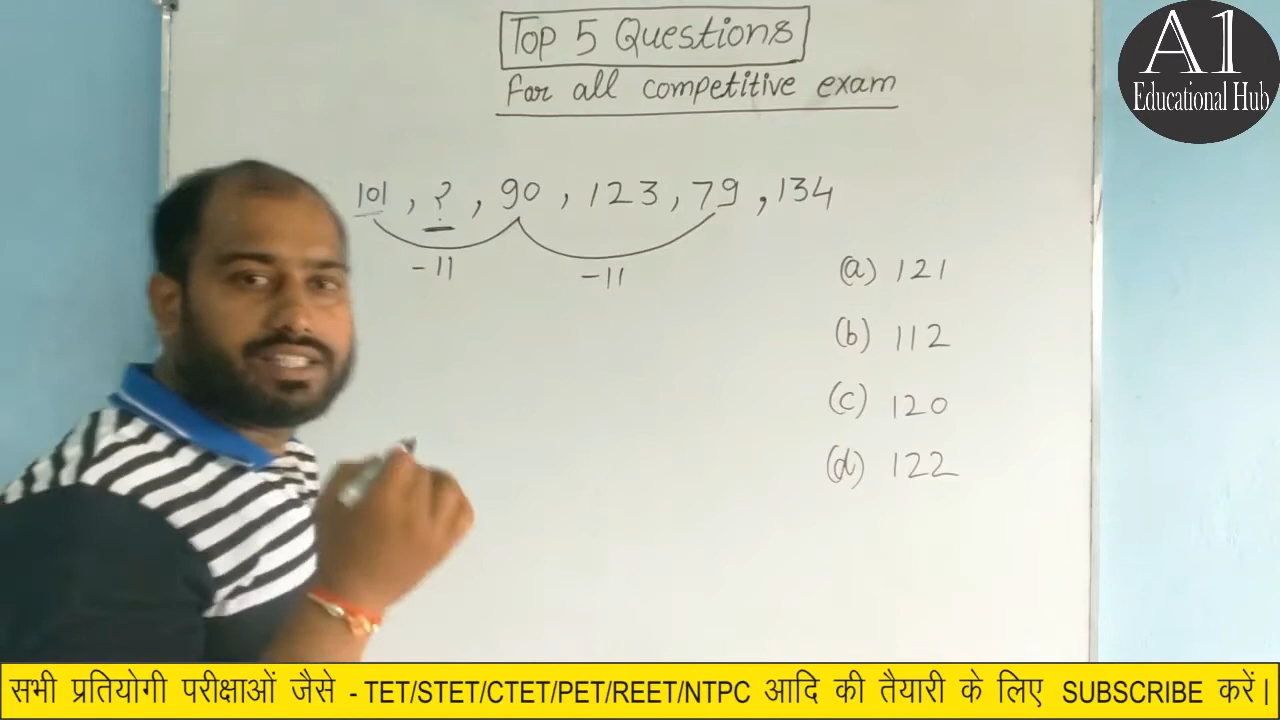 Top 5 Questions
For all competitive exam
A1
Educational Hub
101 , ? , 90 , 123 , 79 , 134
-11 -11
(a) 121
(b) 112
(c) 120
(d) 122
सभी प्रतियोगी परीक्षाओं जैसे - TET/STET/CTET/PET/REET/NTPC आदि की तैयारी के लिए SUBSCRIBE करें |